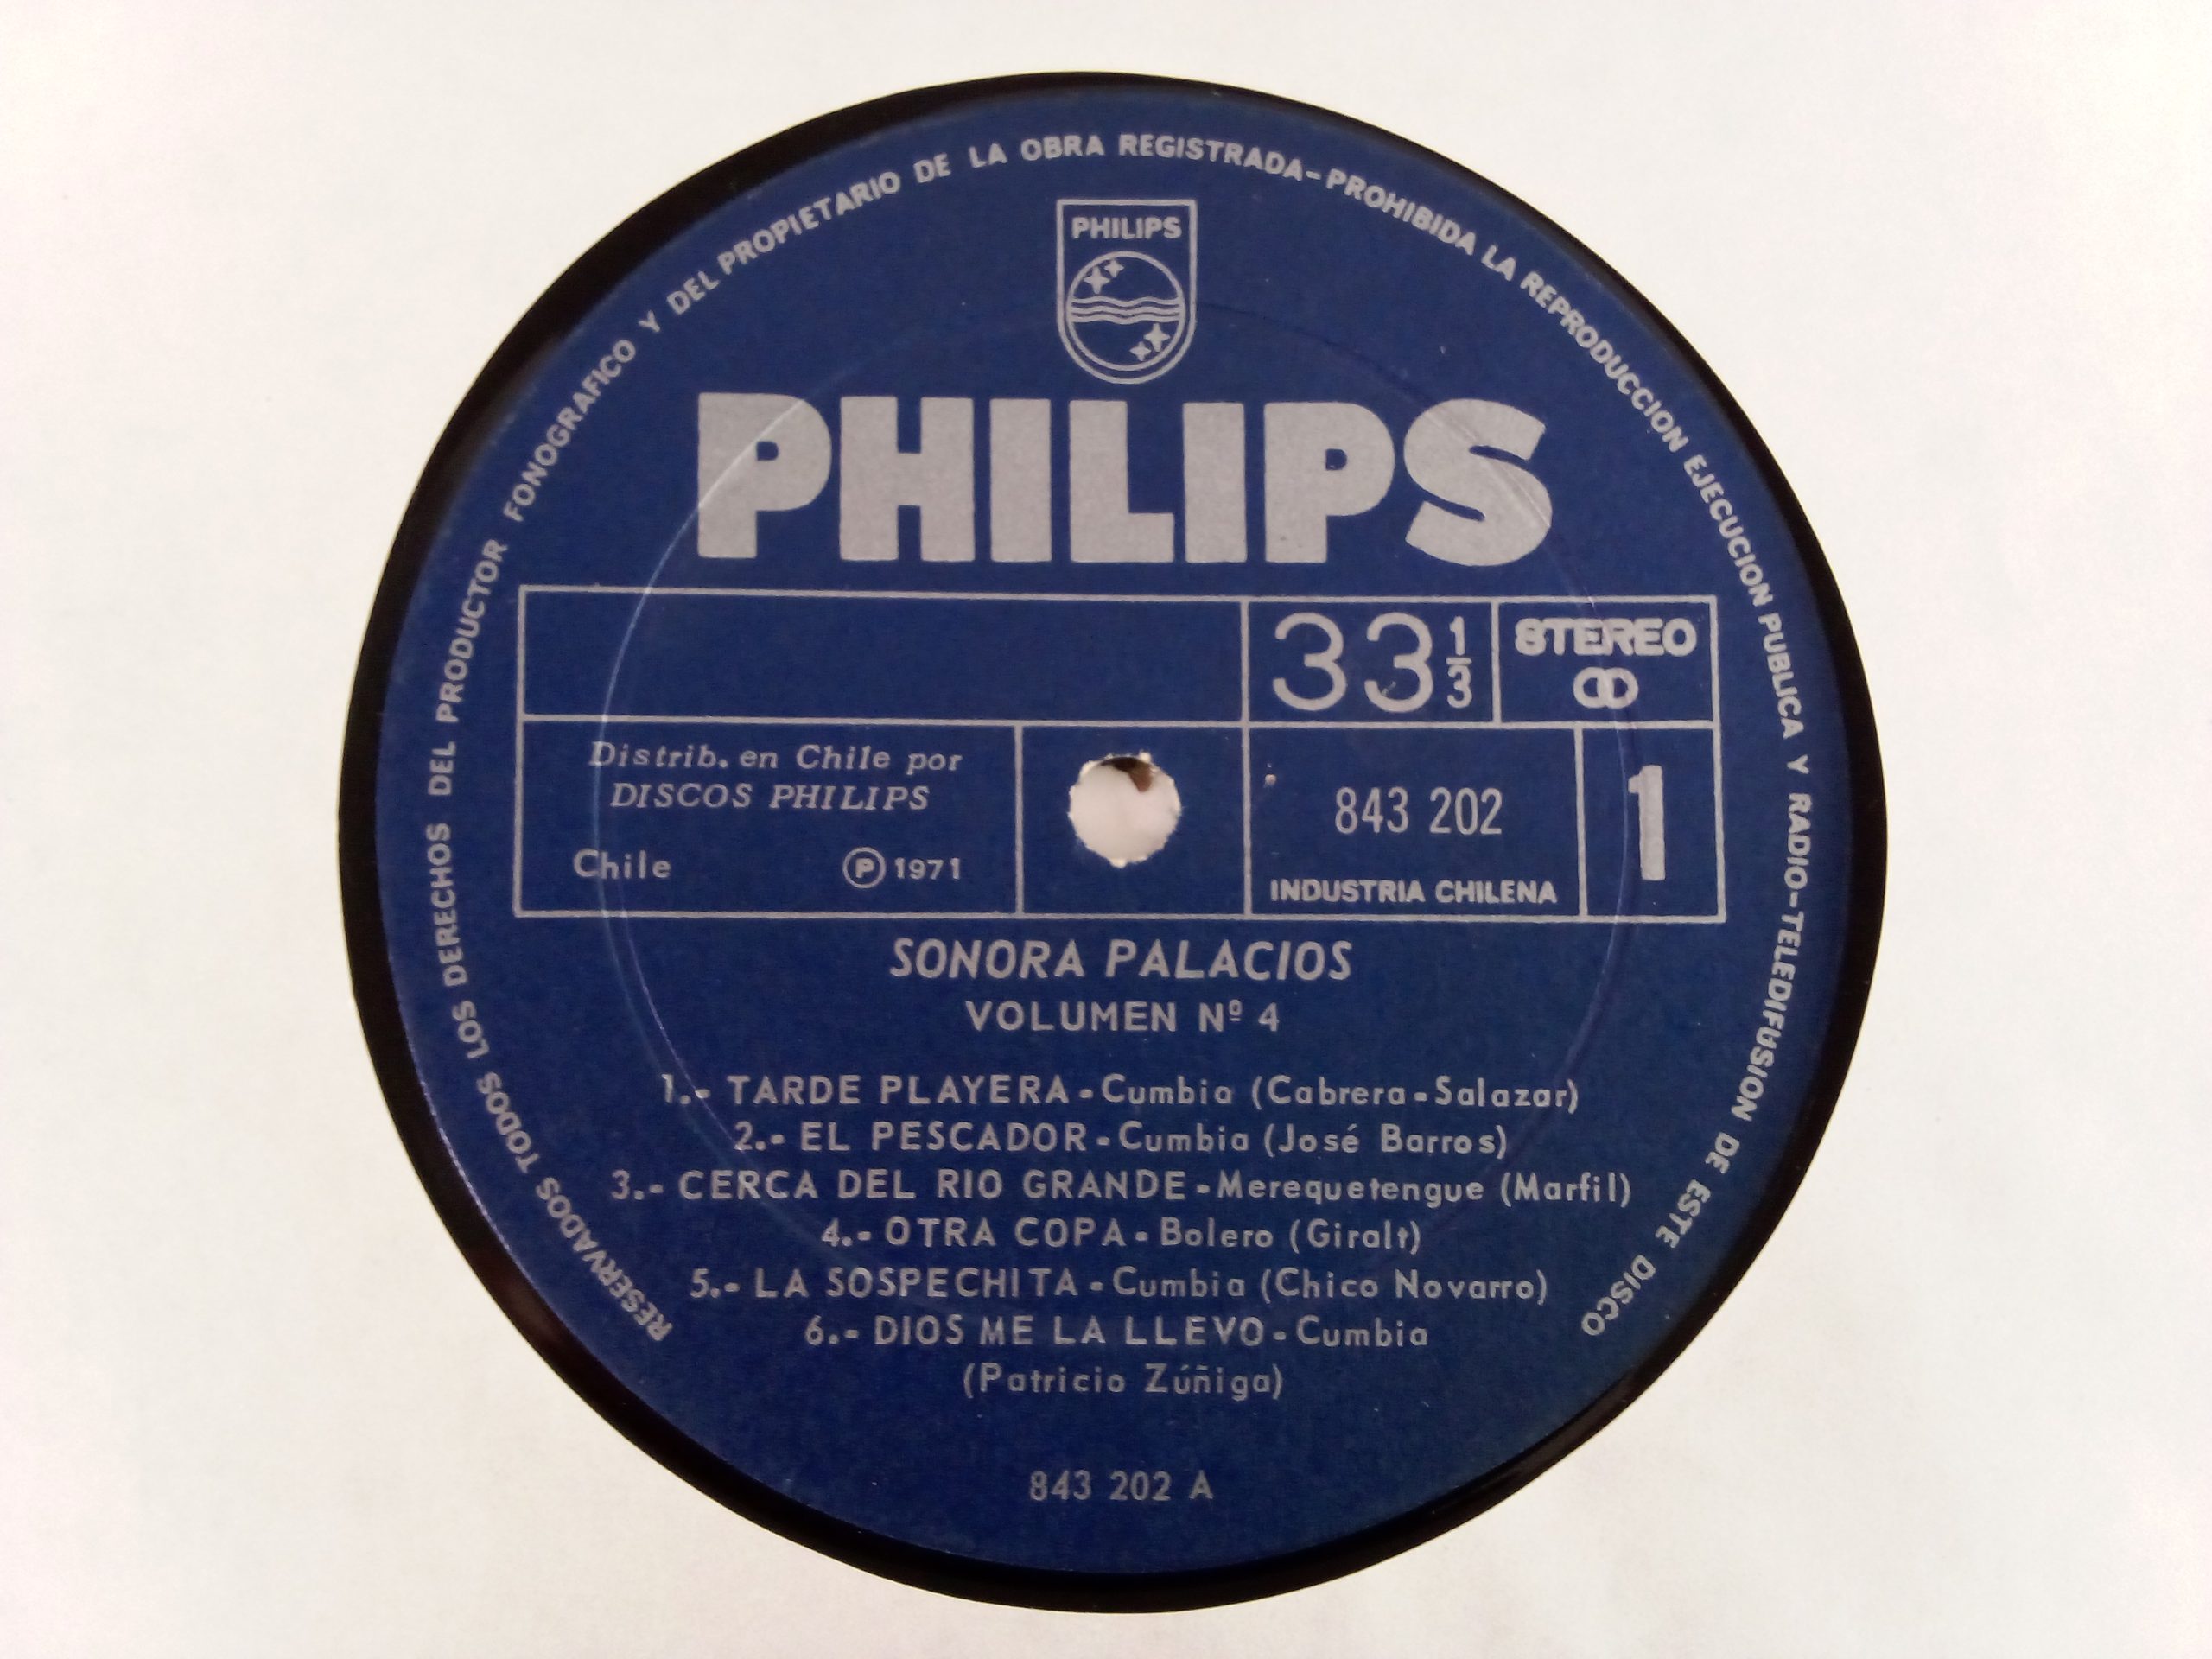 RESERVADOS TODOS LOS DERECHOS DEL PRODUCTOR FONOGRAFICO Y DEL PROPIETARIO DE LA OBRA REGISTRADA-PROHIBIDA LA REPRODUCCION EJECUCION PUBLICA Y RADIO-TELEDIFUSION DE ESTE DISCO
PHILIPS
PHILIPS
33 1/3
STEREO
Distrib. en Chile por
DISCOS PHILIPS
Chile ℗ 1971
843 202
INDUSTRIA CHILENA
1
SONORA PALACIOS
VOLUMEN Nº 4
1.- TARDE PLAYERA - Cumbia (Cabrera - Salazar)
2.- EL PESCADOR - Cumbia (José Barros)
3.- CERCA DEL RIO GRANDE - Merequetengue (Marfil)
4.- OTRA COPA - Bolero (Giralt)
5.- LA SOSPECHITA - Cumbia (Chico Novarro)
6.- DIOS ME LA LLEVO - Cumbia
(Patricio Zúñiga)
843 202 A